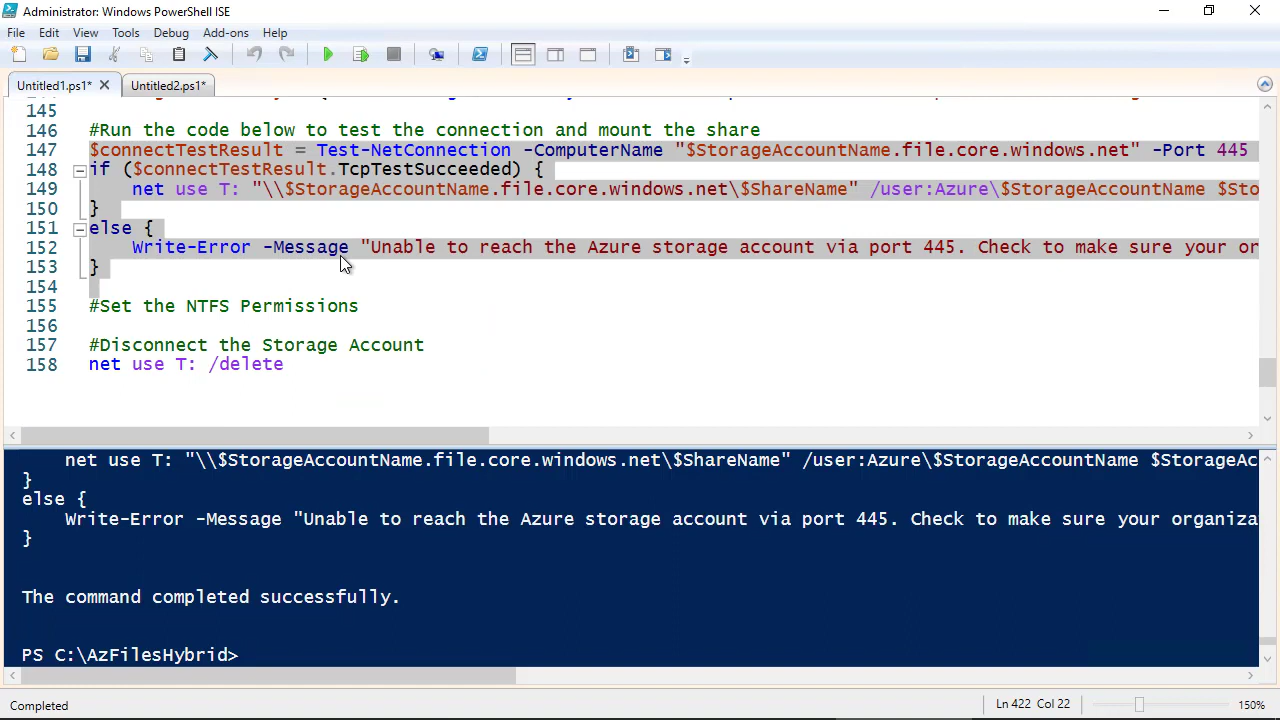 Administrator: Windows PowerShell ISE
File Edit View Tools Debug Add-ons Help
Untitled1.ps1* Untitled2.ps1*
145
146 #Run the code below to test the connection and mount the share
147 $connectTestResult = Test-NetConnection -ComputerName "$StorageAccountName.file.core.windows.net" -Port 445
148 if ($connectTestResult.TcpTestSucceeded) {
149 net use T: "\\$StorageAccountName.file.core.windows.net\$ShareName" /user:Azure\$StorageAccountName $Sto
150 }
151 else {
152 Write-Error -Message "Unable to reach the Azure storage account via port 445. Check to make sure your or
153 }
154
155 #Set the NTFS Permissions
156
157 #Disconnect the Storage Account
158 net use T: /delete
net use T: "\\$StorageAccountName.file.core.windows.net\$ShareName" /user:Azure\$StorageAccountName $StorageAc
}
else {
Write-Error -Message "Unable to reach the Azure storage account via port 445. Check to make sure your organiza
}
The command completed successfully.
PS C:\AzFilesHybrid>
Completed Ln 422 Col 22 150%